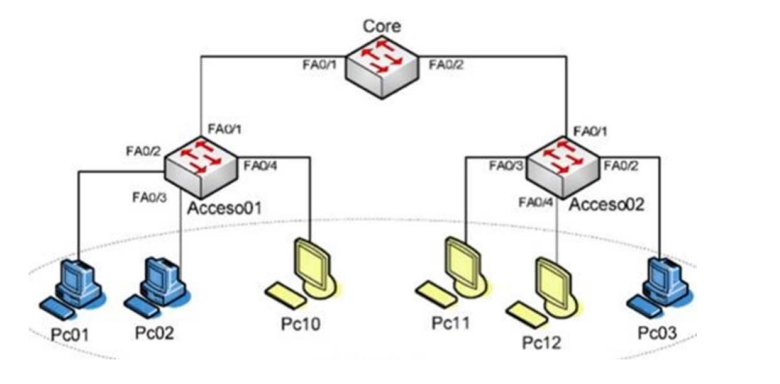 Core
FA0/1
FA0/2
FA0/1
FA0/1
FA0/2
FA0/4
FA0/3
FA0/2
FA0/3
FA0/4
Acceso01
Acceso02
Pc01
Pc02
Pc10
Pc11
Pc12
Pc03